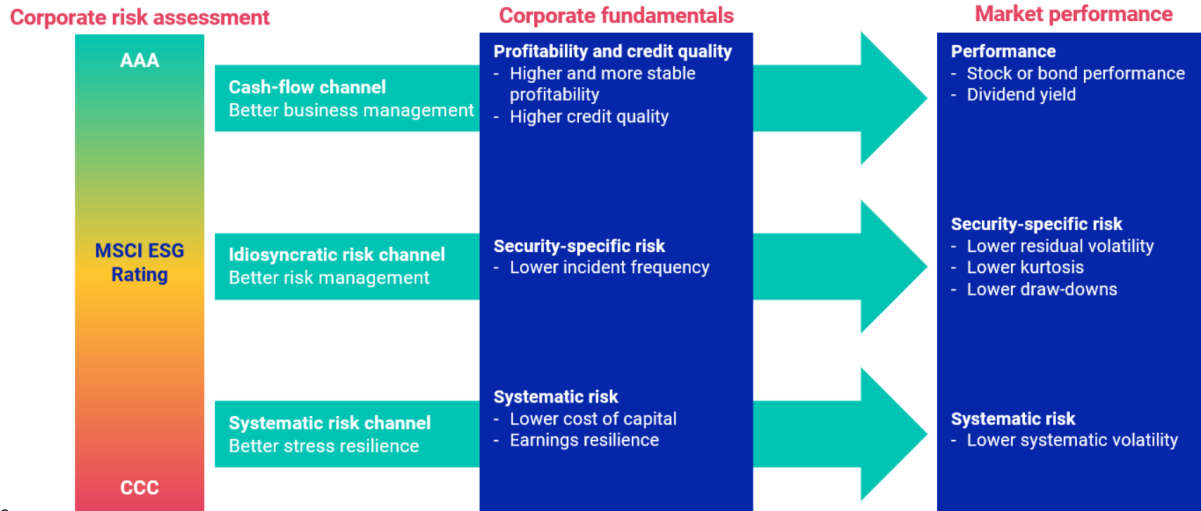 Corporate risk assessment
Corporate fundamentals
Market performance
AAA
MSCI ESG
Rating
CCC
Cash-flow channel
Better business management
Profitability and credit quality
- Higher and more stable
profitability
- Higher credit quality
Performance
- Stock or bond performance
- Dividend yield
Idiosyncratic risk channel
Better risk management
Security-specific risk
- Lower incident frequency
Security-specific risk
- Lower residual volatility
- Lower kurtosis
- Lower draw-downs
Systematic risk channel
Better stress resilience
Systematic risk
- Lower cost of capital
- Earnings resilience
Systematic risk
- Lower systematic volatility